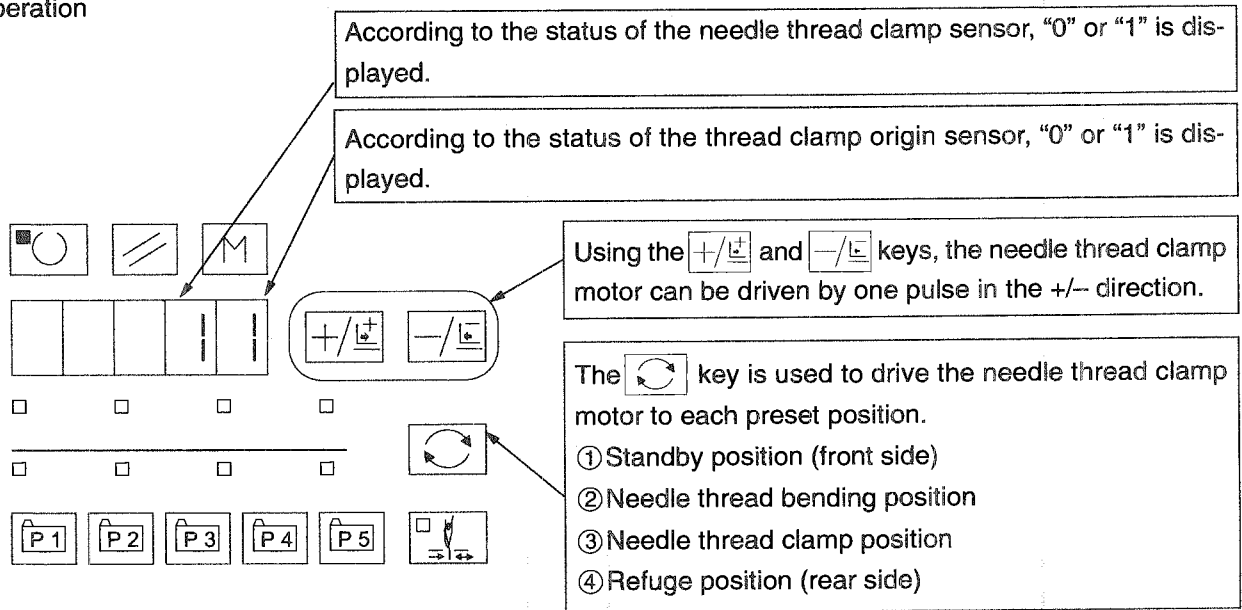 peration
According to the status of the needle thread clamp sensor, “0” or “1” is dis-
played.
According to the status of the thread clamp origin sensor, “0” or “1” is dis-
played.
M
Using the +/ and −/ keys, the needle thread clamp
motor can be driven by one pulse in the +/– direction.
1 1
+/ −/
The key is used to drive the needle thread clamp
motor to each preset position.
①Standby position (front side)
②Needle thread bending position
③Needle thread clamp position
④Refuge position (rear side)
P1 P2 P3 P4 P5